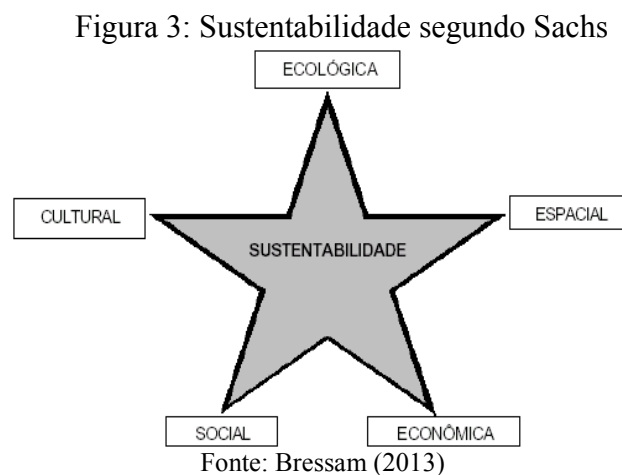 Figura 3: Sustentabilidade segundo Sachs
ECOLÓGICA
CULTURAL
ESPACIAL
SUSTENTABILIDADE
SOCIAL
ECONÔMICA
Fonte: Bressam (2013)